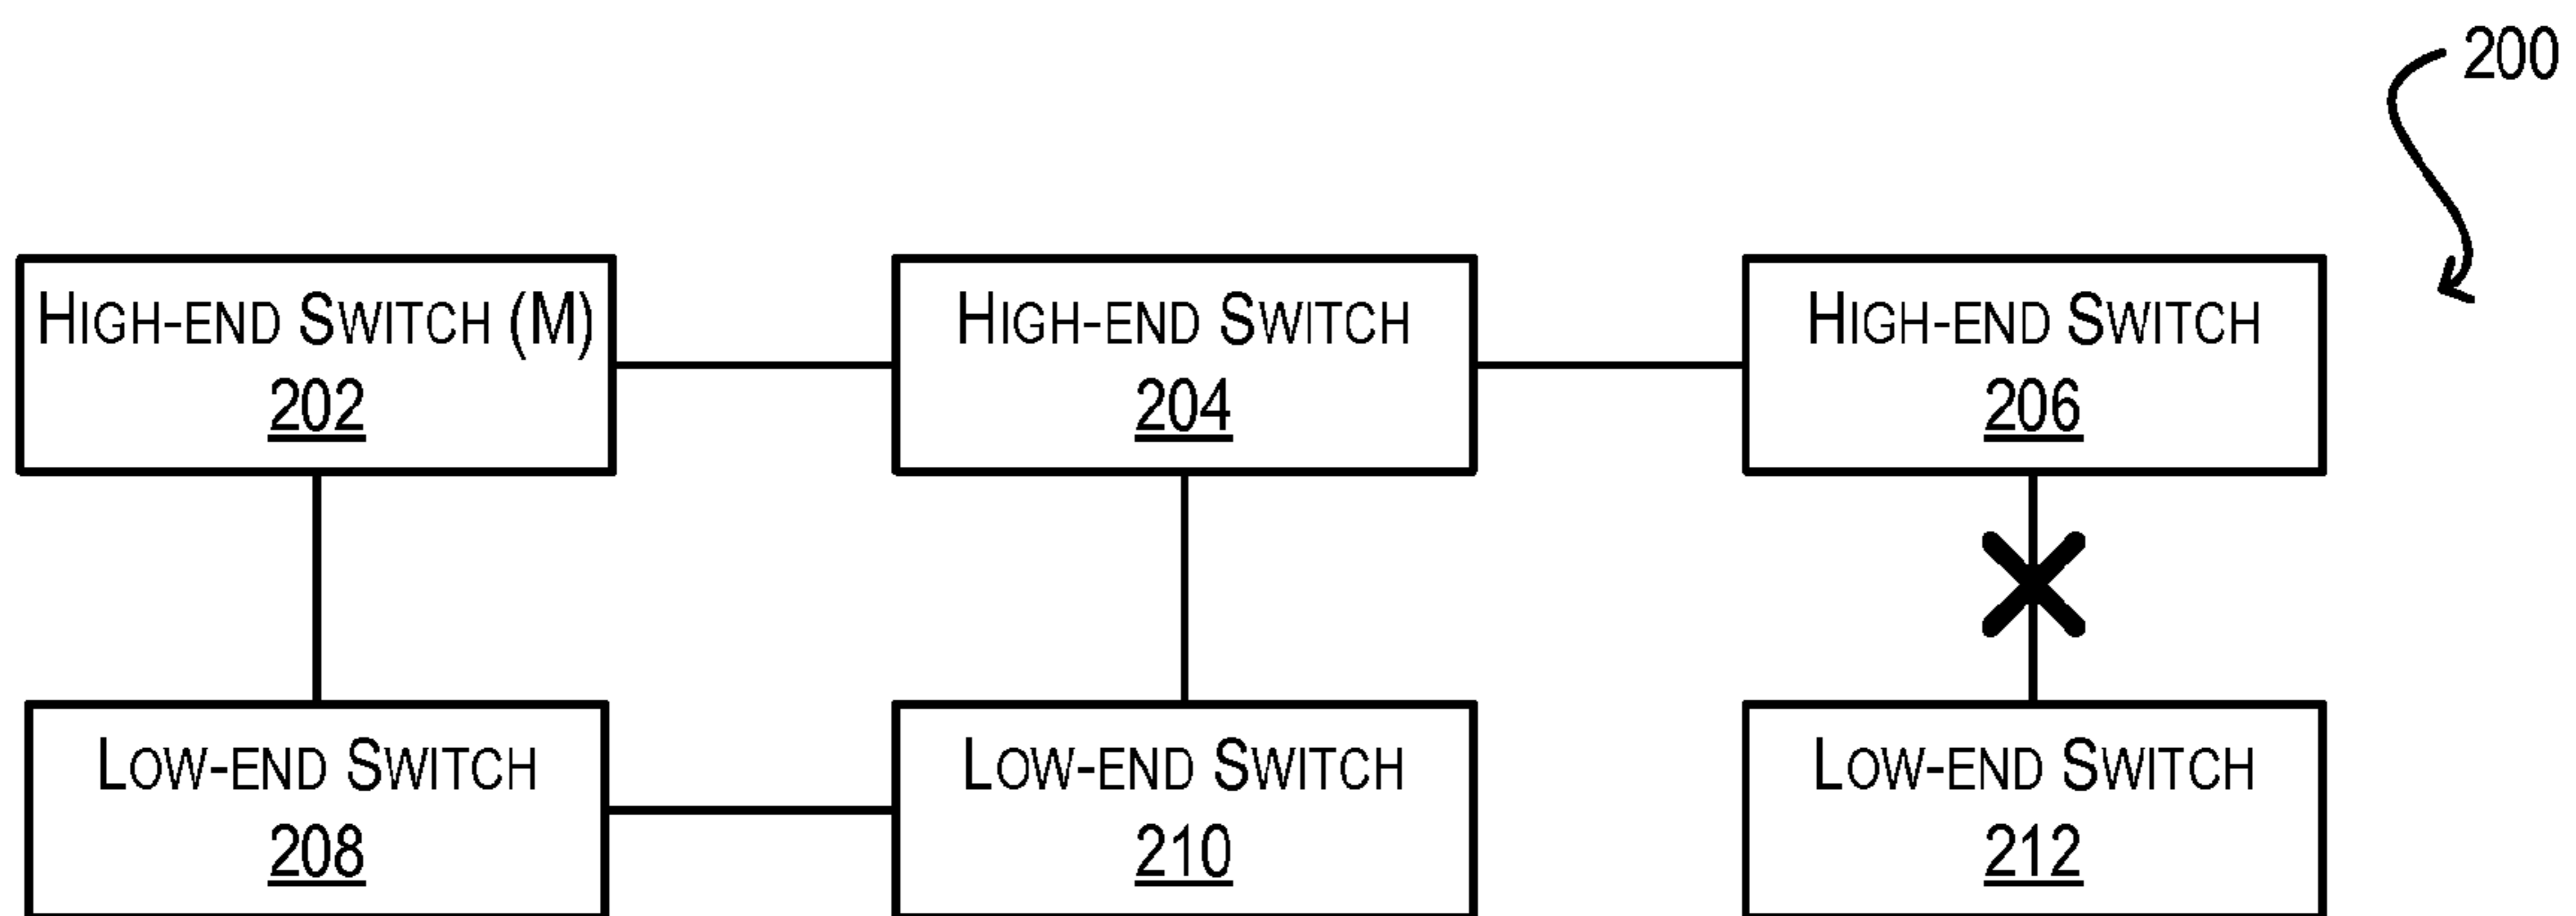 200
High-end Switch (M)
202
High-end Switch
204
High-end Switch
206
Low-end Switch
208
Low-end Switch
210
Low-end Switch
212